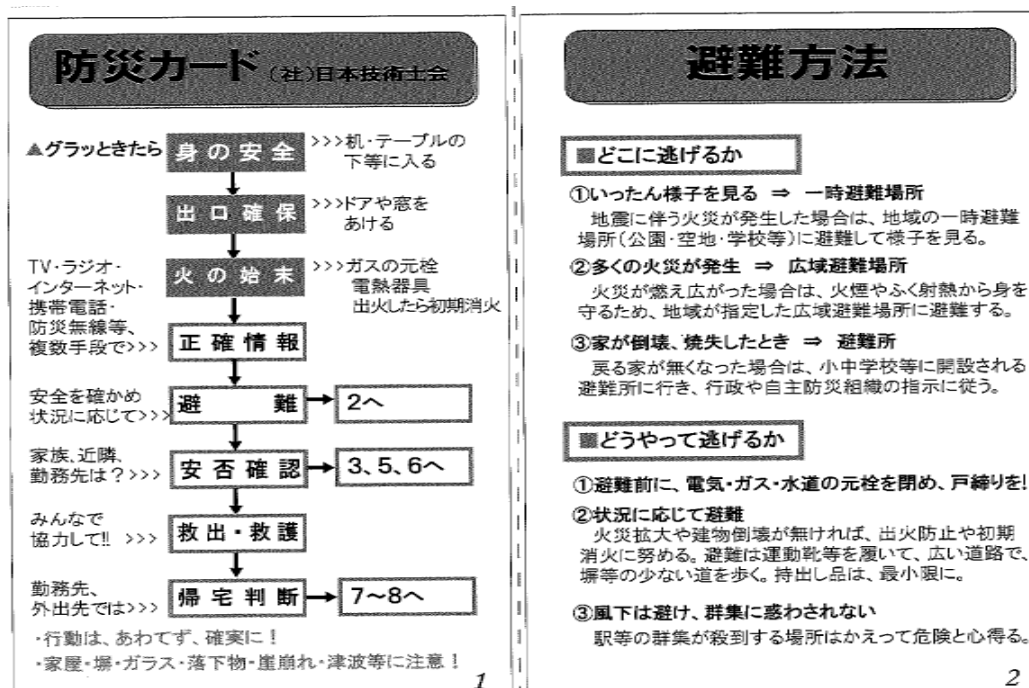 防災カード (社)日本技術士会
▲グラッときたら
身の安全
>>>机・テーブルの
下等に入る
出口確保
>>>ドアや窓を
あける
火の始末
>>>ガスの元栓
電熱器具
出火したら初期消火
TV・ラジオ・
インターネット・
携帯電話・
防災無線等、
複数手段で>>>
正確情報
安全を確かめ
状況に応じて>>>
避難
2へ
家族、近隣、
勤務先は?>>>
安否確認
3、5、6へ
みんなで
協力して!! >>>
救出・救護
勤務先、
外出先では>>>
帰宅判断
7~8へ
・行動は、あわてず、確実に!
・家屋・塀・ガラス・落下物・崖崩れ・津波等に注意!
1
避難方法
■どこに逃げるか
①いったん様子を見る ⇒ 一時避難場所
地震に伴う火災が発生した場合は、地域の一時避難
場所(公園・空地・学校等)に避難して様子を見る。
②多くの火災が発生 ⇒ 広域避難場所
火災が燃え広がった場合は、火煙やふく射熱から身を
守るため、地域が指定した広域避難場所に避難する。
③家が倒壊、焼失したとき ⇒ 避難所
戻る家が無くなった場合は、小中学校等に開設される
避難所に行き、行政や自主防災組織の指示に従う。
■どうやって逃げるか
①避難前に、電気・ガス・水道の元栓を閉め、戸締りを!
②状況に応じて避難
火災拡大や建物倒壊が無ければ、出火防止や初期
消火に努める。避難は運動靴等を履いて、広い道路で、
塀等の少ない道を歩く。持出し品は、最小限に。
③風下は避け、群集に惑わされない
駅等の群集が殺到する場所はかえって危険と心得る。
2